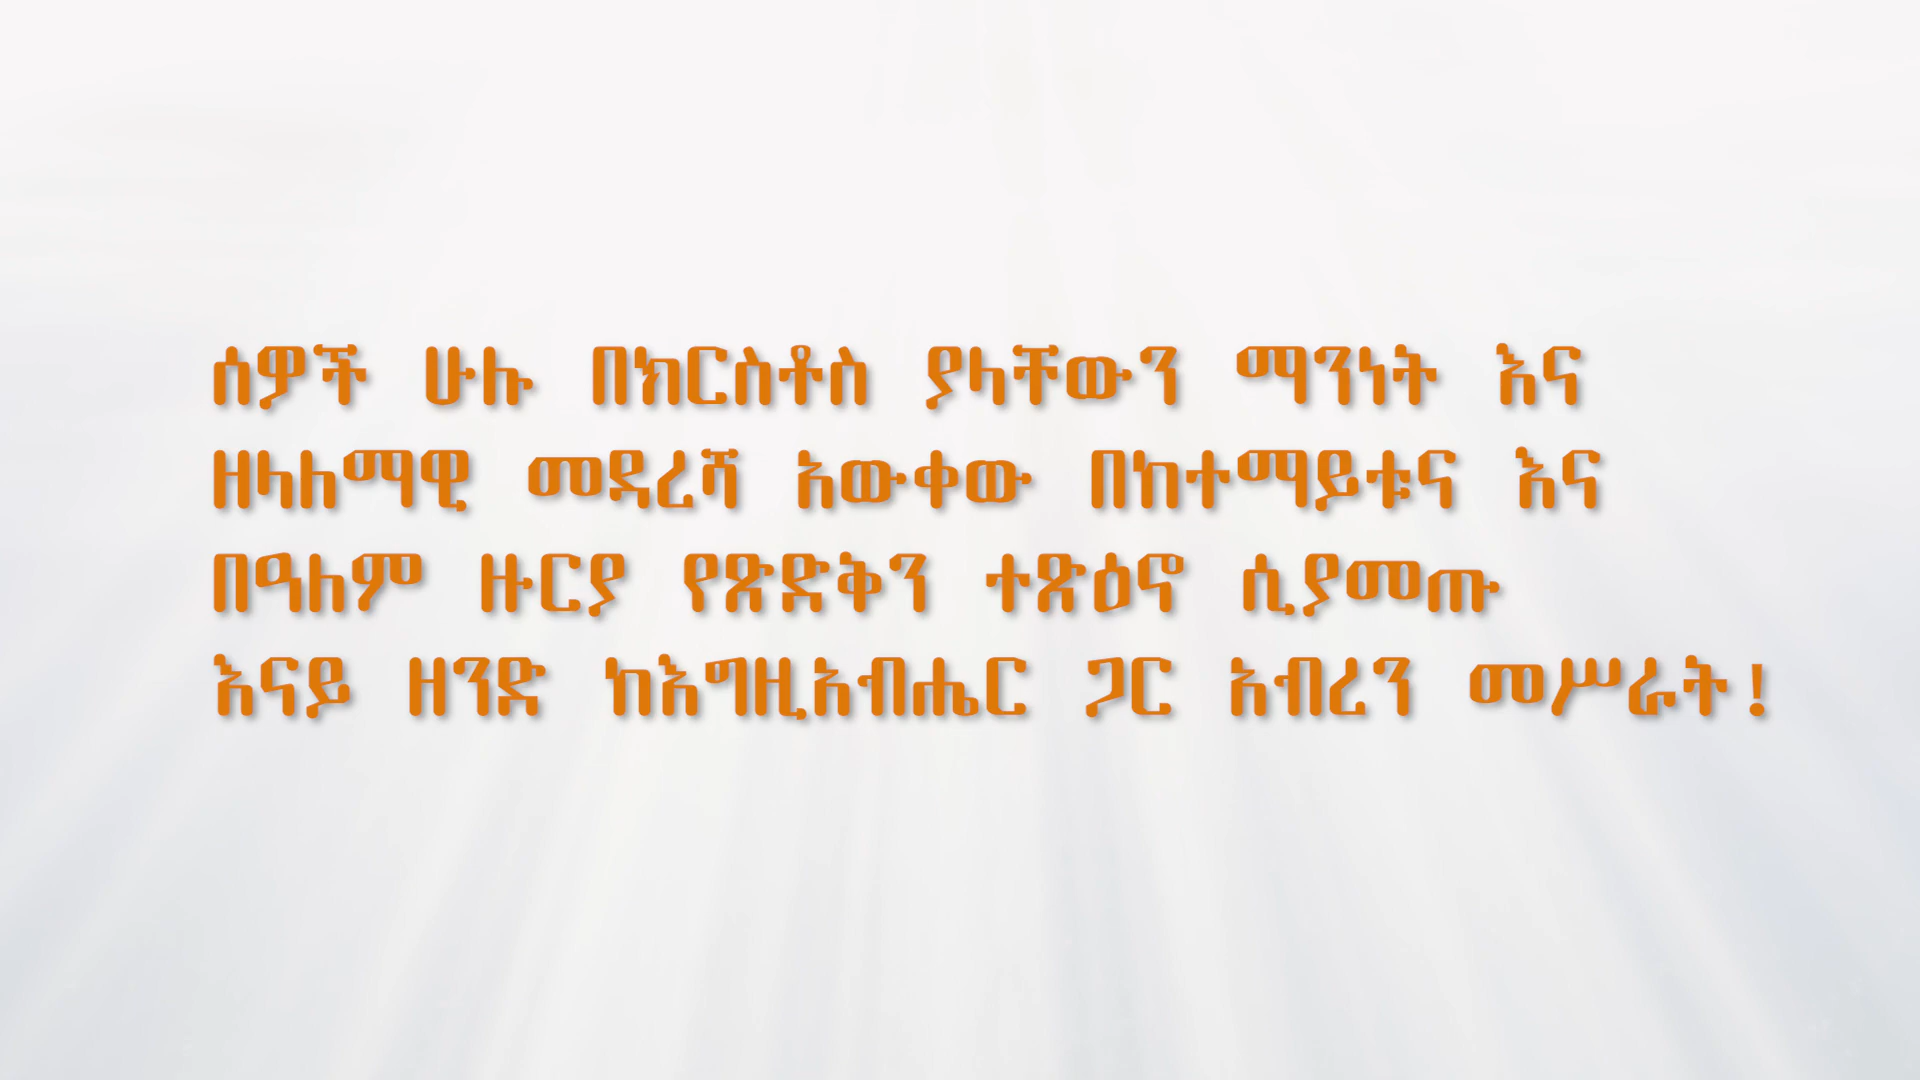 ሰዎች ሁሉ በክርስቶስ ያላቸውን ማንነት እና
ዘላለማዊ መዳረሻ አውቀው በከተማይቱና እና
በዓለም ዙርያ የጽድቅን ተጽዕኖ ሲያመጡ
እናይ ዘንድ ከእግዚአብሔር ጋር አብረን መሥራት!